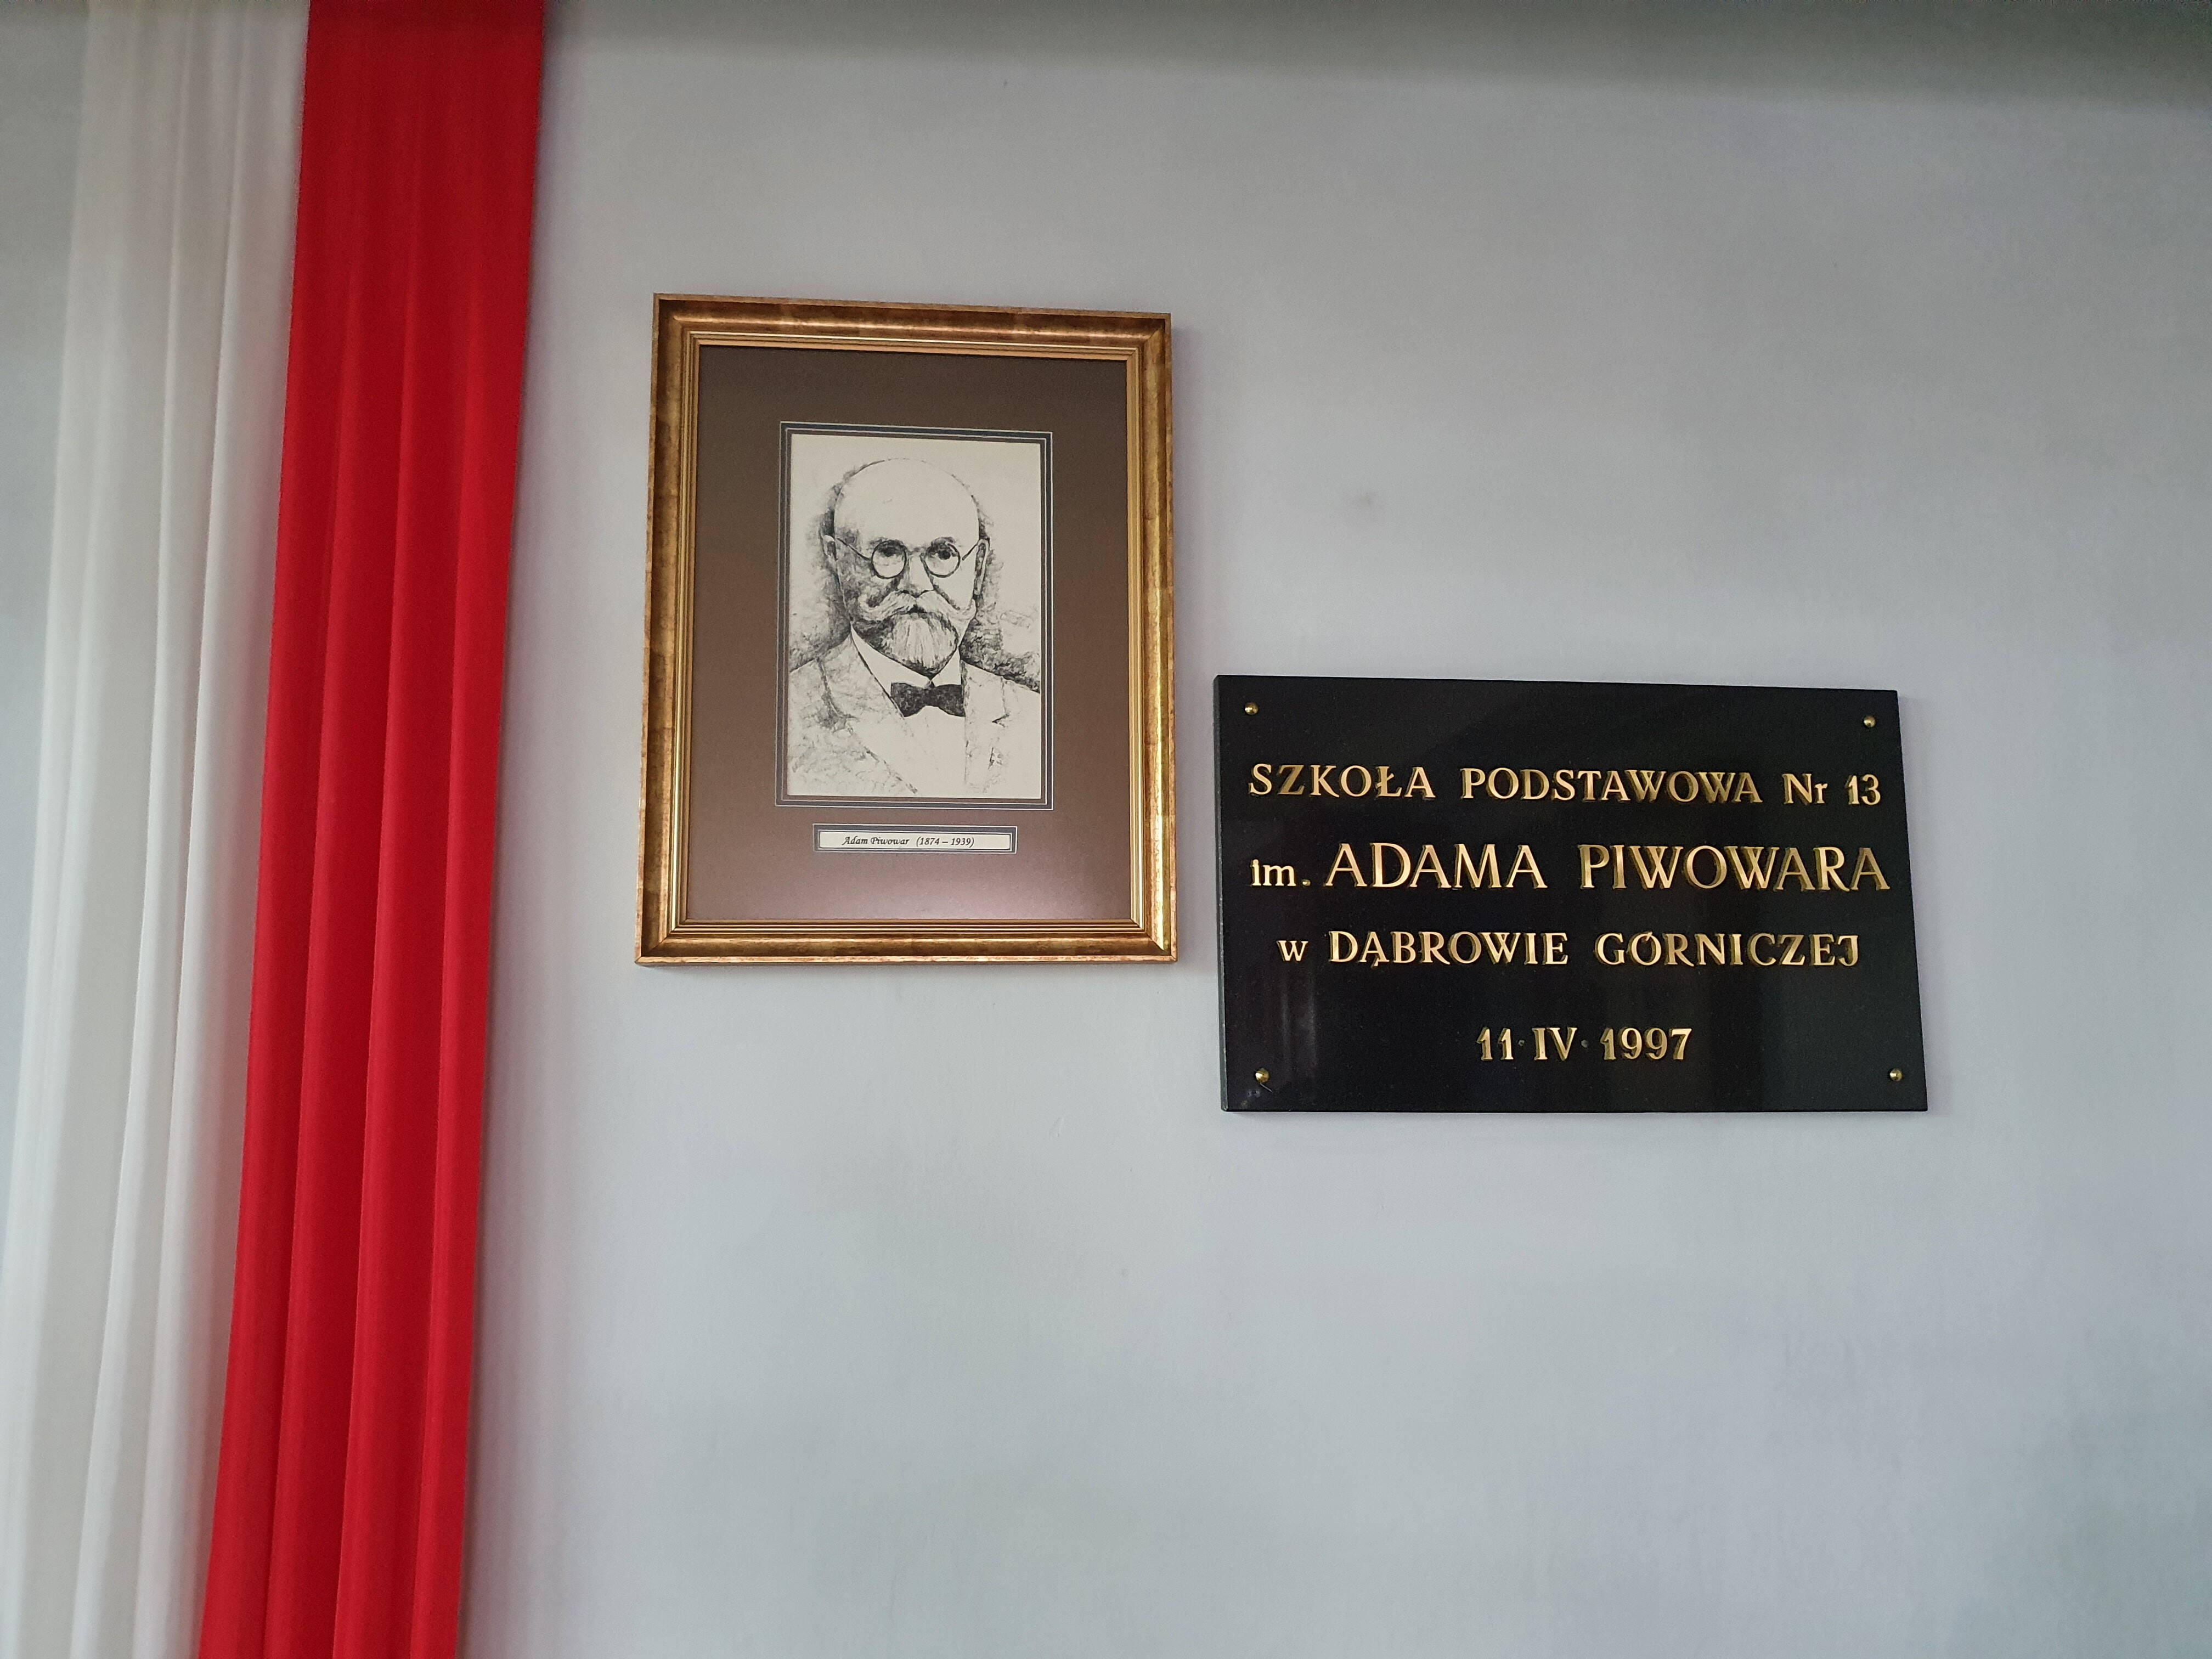 Adam Piwowar (1874 – 1939)
SZKOŁA PODSTAWOWA Nr 13
im. ADAMA PIWOWARA
w DĄBROWIE GÓRNICZEJ
11 · IV · 1997